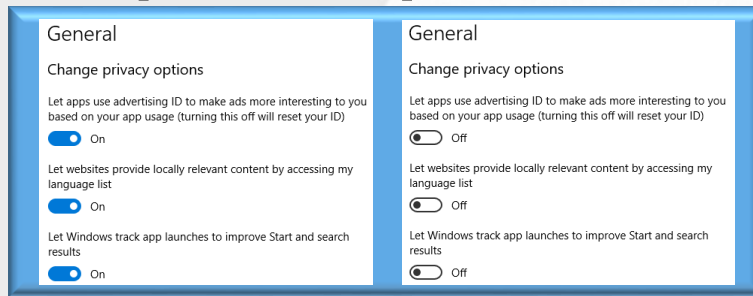 General
Change privacy options
Let apps use advertising ID to make ads more interesting to you
based on your app usage (turning this off will reset your ID)
On
Let websites provide locally relevant content by accessing my
language list
On
Let Windows track app launches to improve Start and search
results
On
General
Change privacy options
Let apps use advertising ID to make ads more interesting to you
based on your app usage (turning this off will reset your ID)
Off
Let websites provide locally relevant content by accessing my
language list
Off
Let Windows track app launches to improve Start and search
results
Off